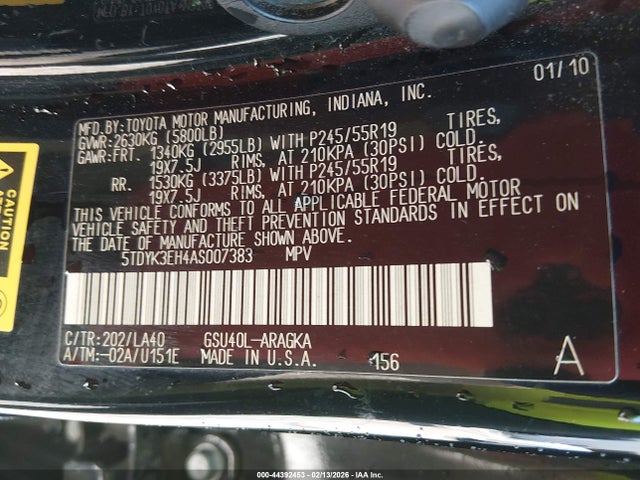 01/10
MFD.BY:TOYOTA MOTOR MANUFACTURING, INDIANA, INC.
GVWR:2630KG (5800LB)
GAWR:FRT. 1340KG (2955LB) WITH P245/55R19 TIRES,
19X7.5J RIMS, AT 210KPA (30PSI) COLD.
RR. 1530KG (3375LB) WITH P245/55R19 TIRES,
19X7.5J RIMS, AT 210KPA (30PSI) COLD.
THIS VEHICLE CONFORMS TO ALL APPLICABLE FEDERAL MOTOR
VEHICLE SAFETY AND THEFT PREVENTION STANDARDS IN EFFECT ON
THE DATE OF MANUFACTURE SHOWN ABOVE.
5TDYK3EH4AS007383 MPV
C/TR:202/LA40 GSU40L-ARAGKA
A/TM:-02A/U151E MADE IN U.S.A. 156
A
CAUTION
000-44392453 - 02/13/2026 - IAA Inc.